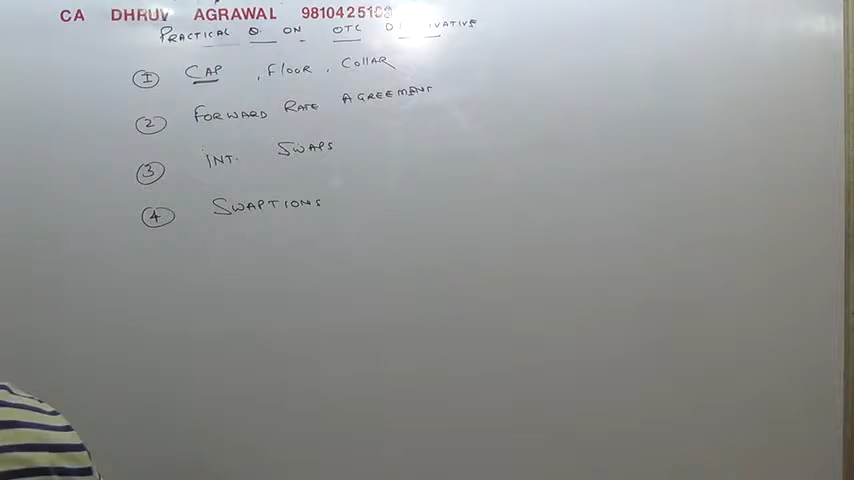 CA DHRUV AGRAWAL
PRACTICAL Q. ON OTC
① CAP, FLOOR, COLLAR
② FORWARD RATE AGREEMENT
③ INT. SWAPS
④ SWAPTIONS